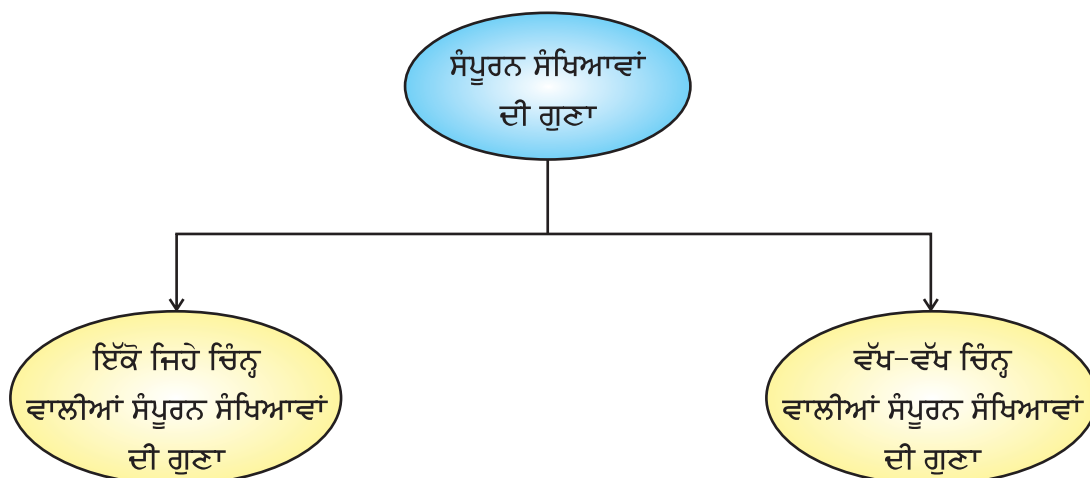 ਸੰਪੂਰਨ ਸੰਖਿਆਵਾਂ
ਦੀ ਗੁਣਾ
ਇੱਕੋ ਜਿਹੇ ਚਿੰਨ੍ਹ
ਵਾਲੀਆਂ ਸੰਪੂਰਨ ਸੰਖਿਆਵਾਂ
ਦੀ ਗੁਣਾ
ਵੱਖ-ਵੱਖ ਚਿੰਨ੍ਹ
ਵਾਲੀਆਂ ਸੰਪੂਰਨ ਸੰਖਿਆਵਾਂ
ਦੀ ਗੁਣਾ